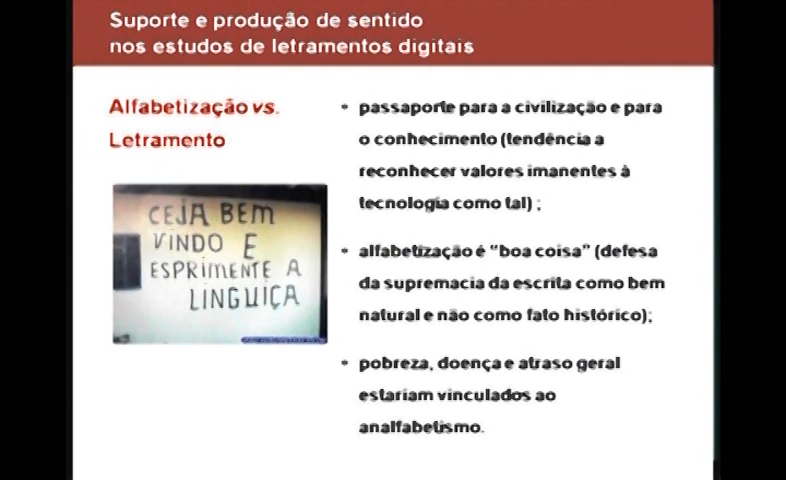 Suporte e produção de sentido
nos estudos de letramentos digitais
Alfabetização vs.
Letramento
CEJA BEM
VINDO E
ESPRIMENTE A
LINGUIÇA
• passaporte para a civilização e para
o conhecimento (tendência a
reconhecer valores imanentes à
tecnologia como tal) ;
• alfabetização é “boa coisa” (defesa
da supremacia da escrita como bem
natural e não como fato histórico);
• pobreza, doença e atraso geral
estariam vinculados ao
analfabetismo.